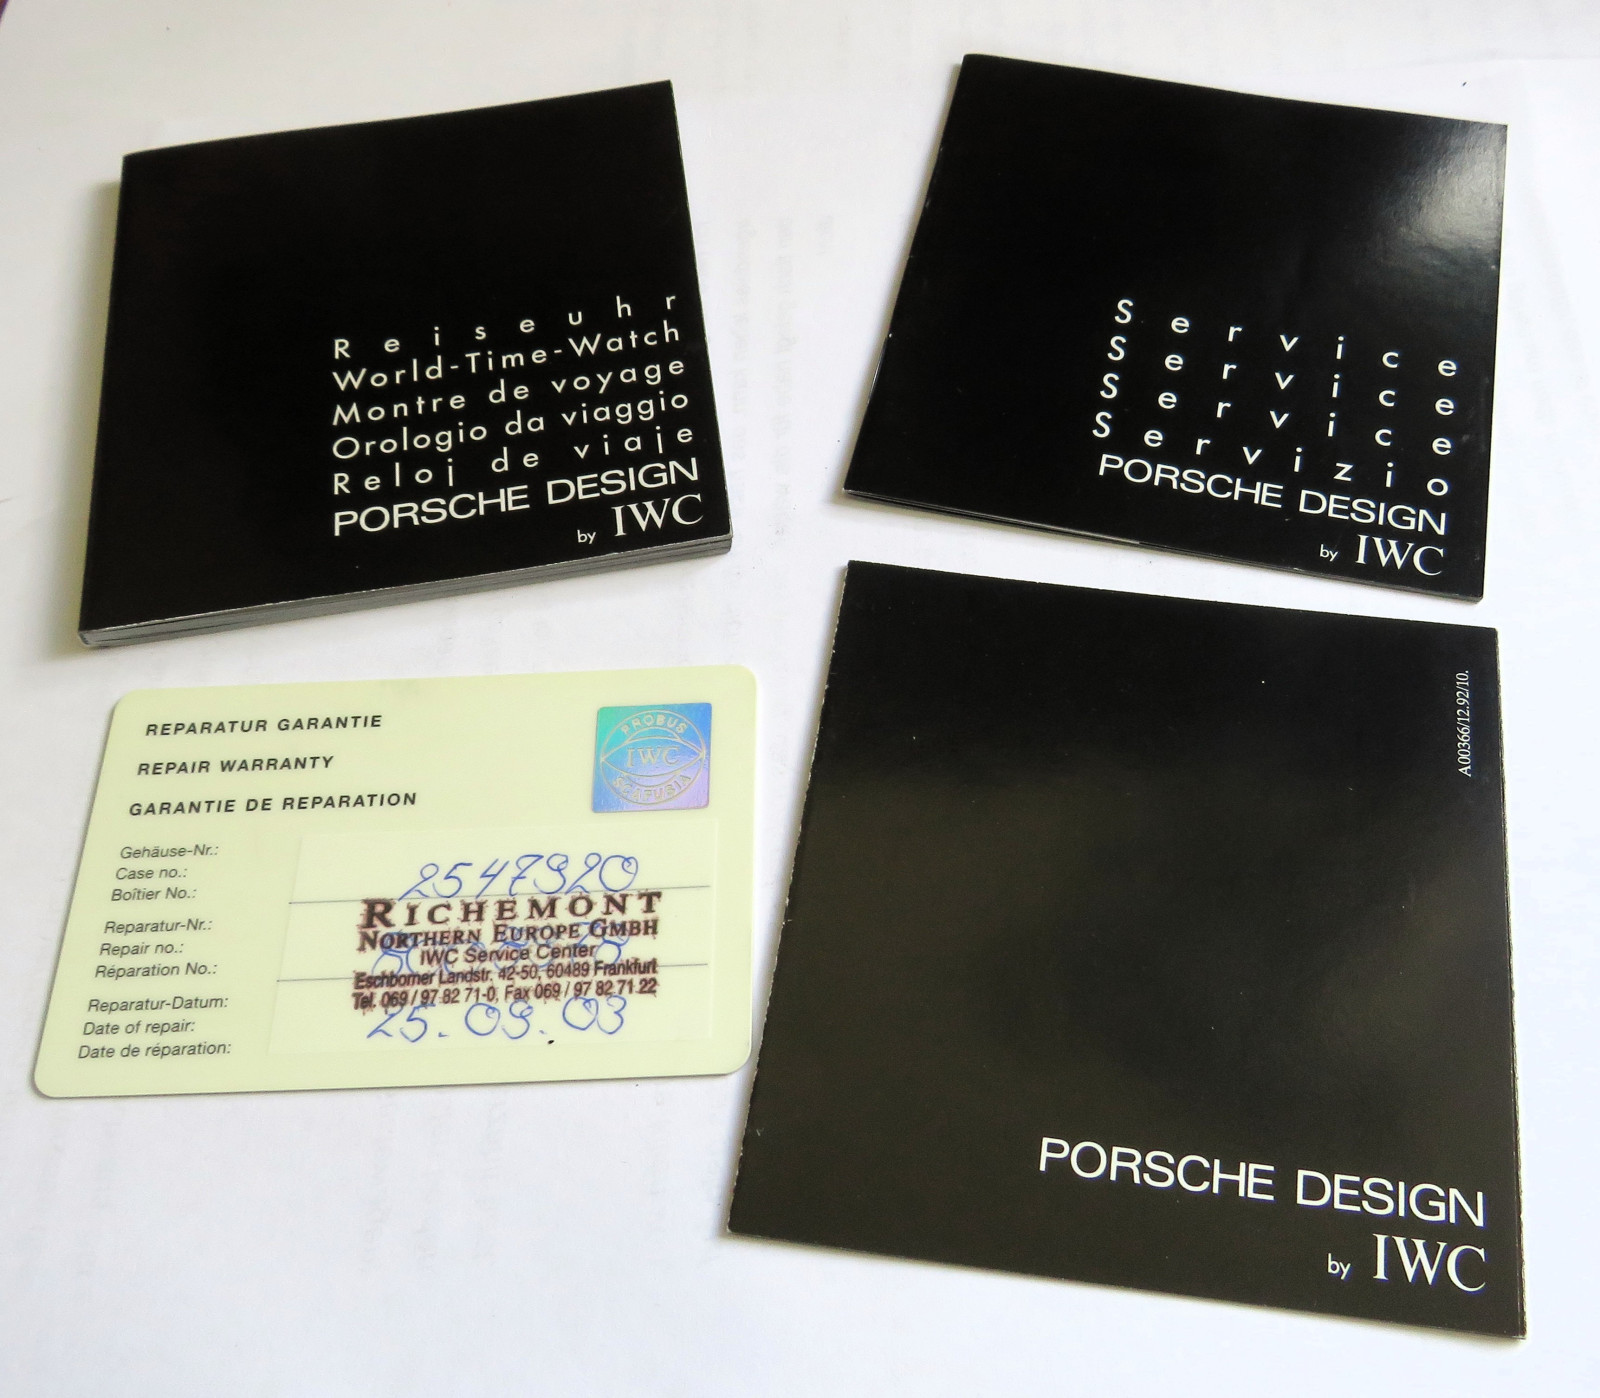 Reiseuhr
World-Time-Watch
Montre de voyage
Orologio da viaggio
Reloj de viaje
PORSCHE DESIGN
by IWC
Service
Service
Service
Servizio
PORSCHE DESIGN
by IWC
REPARATUR GARANTIE
REPAIR WARRANTY
GARANTIE DE REPARATION
PROBUS
IWC
SCAFUSIA
Gehäuse-Nr.:
Case no.:
Boîtier No.:
2547920
Reparatur-Nr.:
Repair no.:
Réparation No.:
RICHEMONT
NORTHERN EUROPE GMBH
IWC Service Center
Eschborner Landstr. 42-50, 60489 Frankfurt
Tel. 069 / 97 82 71-0, Fax 069 / 97 82 71 22
Reparatur-Datum:
Date of repair:
Date de réparation:
25.09.03
A00366/12.92/10.
PORSCHE DESIGN
by IWC